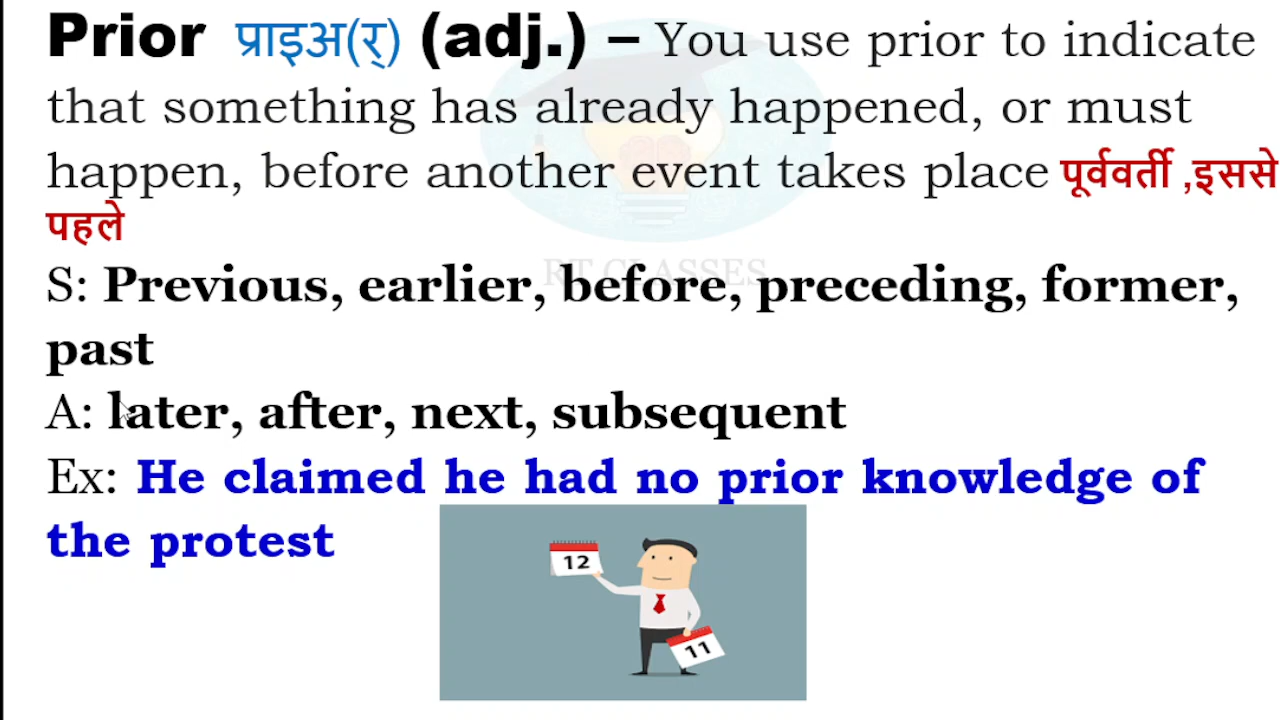 Prior प्राइअ(र्) (adj.) – You use prior to indicate
that something has already happened, or must
happen, before another event takes place पूर्ववर्ती ,इससे
पहले
RT CLASSES
S: Previous, earlier, before, preceding, former,
past
A: later, after, next, subsequent
Ex: He claimed he had no prior knowledge of
the protest
12
11